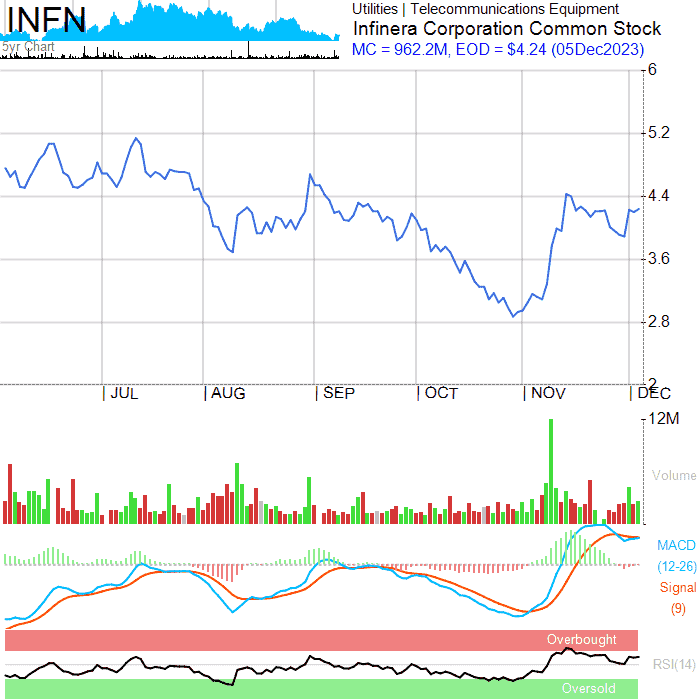 INFN
5yr Chart
Utilities | Telecommunications Equipment
Infinera Corporation Common Stock
MC = 962.2M, EOD = $4.24 (05Dec2023)
6
5.2
4.4
3.6
2.8
2
JUL AUG SEP OCT NOV DEC
12M
Volume
MACD
(12-26)
Signal
(9)
Overbought
RSI(14)
Oversold